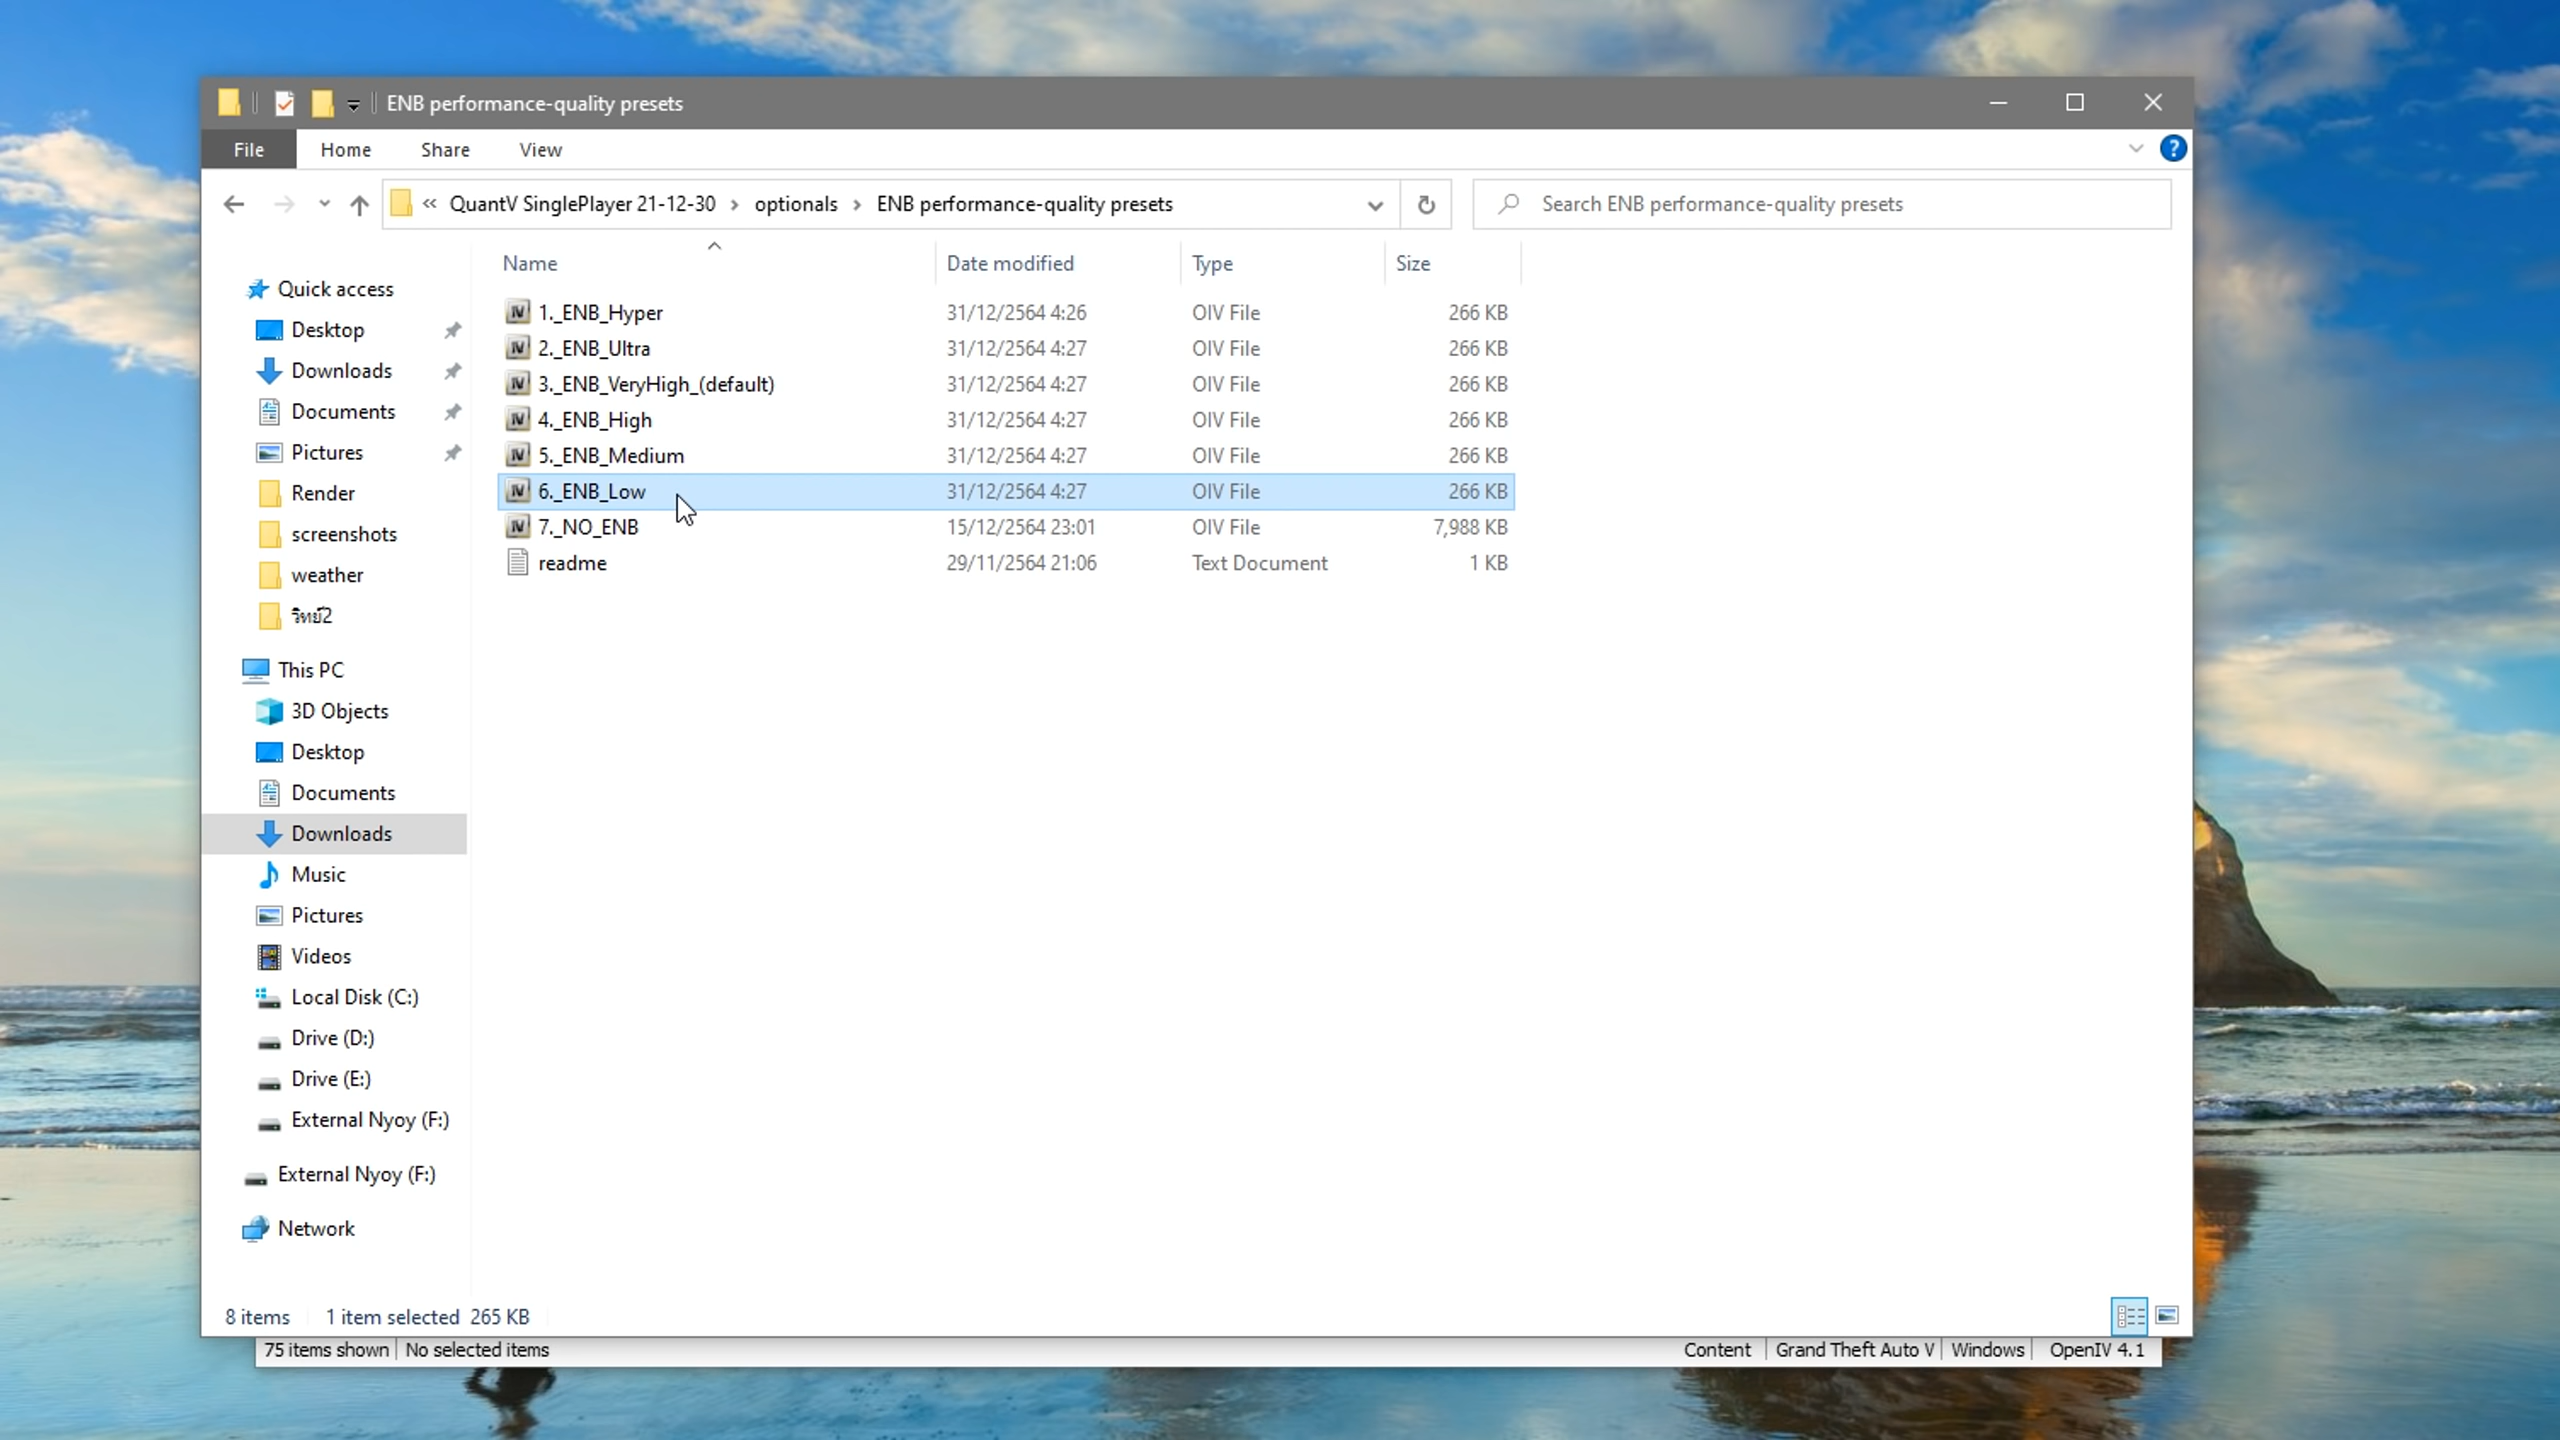 ENB performance-quality presets
File Home Share View
« QuantV SinglePlayer 21-12-30 › optionals › ENB performance-quality presets
Search ENB performance-quality presets
Name Date modified Type Size
1._ENB_Hyper 31/12/2564 4:26 OIV File 266 KB
2._ENB_Ultra 31/12/2564 4:27 OIV File 266 KB
3._ENB_VeryHigh_(default) 31/12/2564 4:27 OIV File 266 KB
4._ENB_High 31/12/2564 4:27 OIV File 266 KB
5._ENB_Medium 31/12/2564 4:27 OIV File 266 KB
6._ENB_Low 31/12/2564 4:27 OIV File 266 KB
7._NO_ENB 15/12/2564 23:01 OIV File 7,988 KB
readme 29/11/2564 21:06 Text Document 1 KB
Quick access
Desktop
Downloads
Documents
Pictures
Render
screenshots
weather
This PC
3D Objects
Desktop
Documents
Downloads
Music
Pictures
Videos
Local Disk (C:)
Drive (D:)
Drive (E:)
External Nyoy (F:)
External Nyoy (F:)
Network
8 items 1 item selected 265 KB
75 items shown No selected items Content Grand Theft Auto V Windows OpenIV 4.1